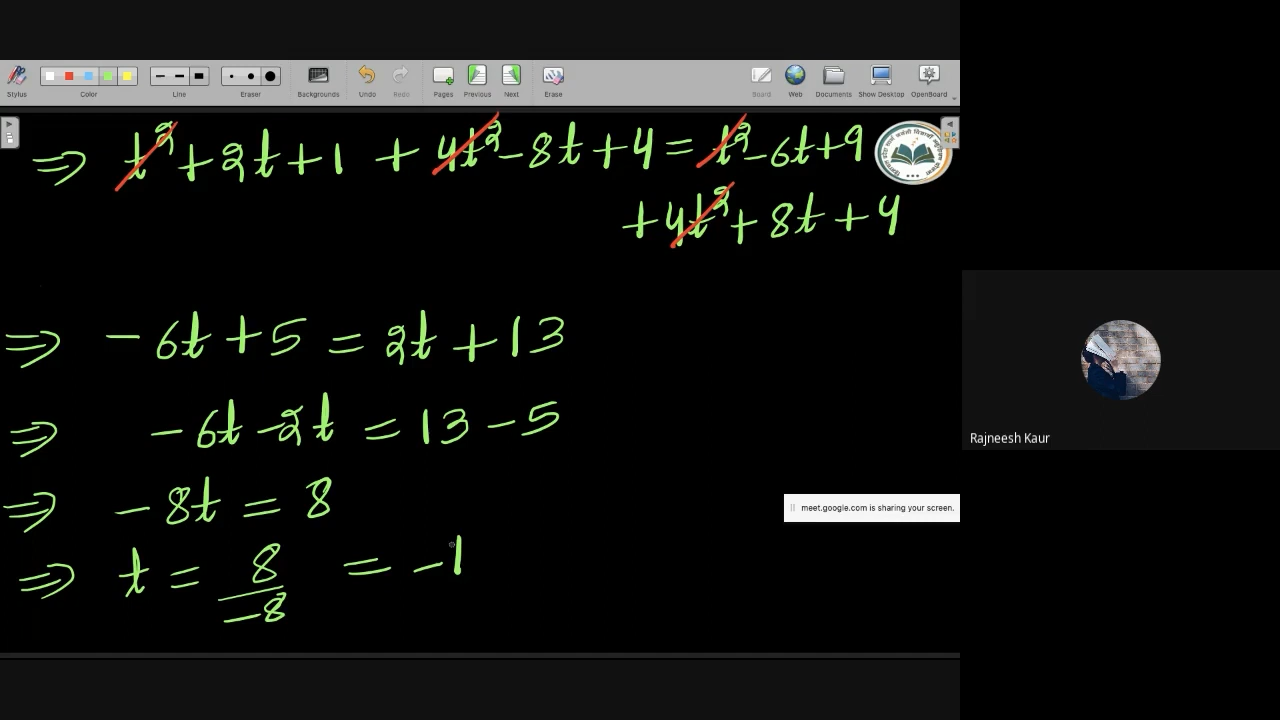 Stylus Color Line Eraser Backgrounds Undo Redo Pages Previous Next Erase Board Web Documents Show Desktop OpenBoard
⇒ t² + 2t + 1 + 4t² - 8t + 4 = t² - 6t + 9
+ 4t² + 8t + 4
⇒ - 6t + 5 = 2t + 13
⇒ - 6t - 2t = 13 - 5
⇒ - 8t = 8
⇒ t = 8/-8 = -1
Rajneesh Kaur
meet.google.com is sharing your screen.